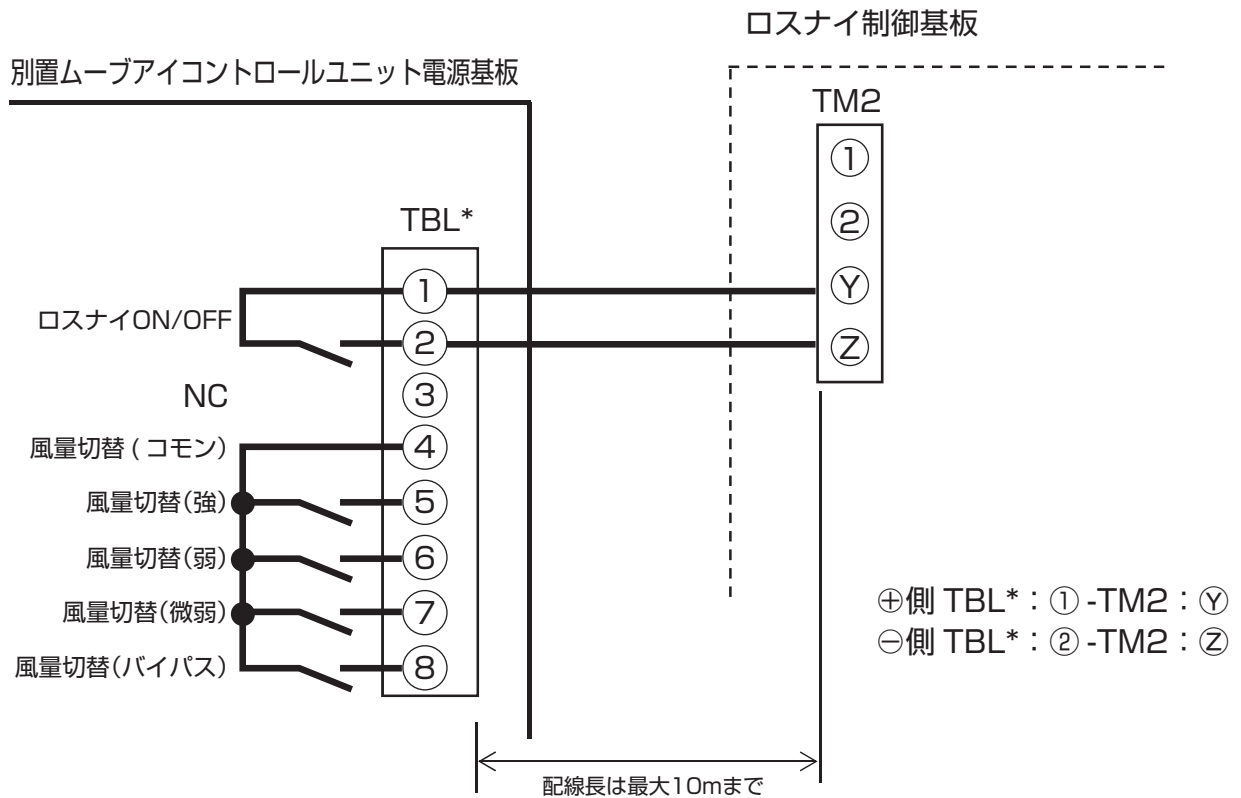 ロスナイ制御基板
別置ムーブアイコントロールユニット電源基板
TM2
①
②
Ⓨ
Ⓩ
TBL*
ロスナイON/OFF
①
②
NC
③
風量切替 ( コモン)
④
風量切替(強)
⑤
風量切替(弱)
⑥
風量切替(微弱)
⑦
風量切替(バイパス)
⑧
⊕側 TBL*:① -TM2:Ⓨ
⊖側 TBL*:② -TM2:Ⓩ
配線長は最大10mまで